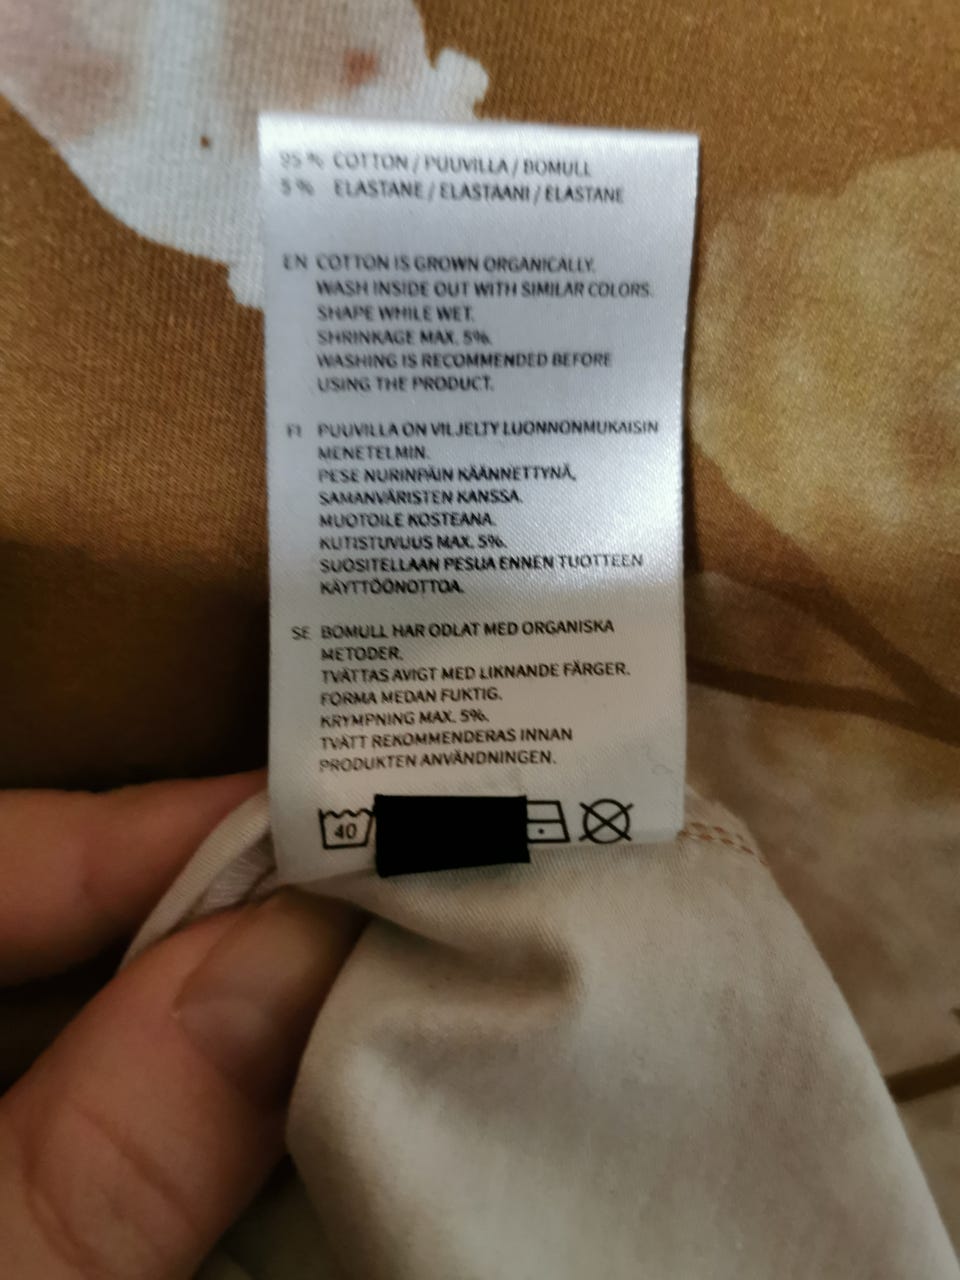 95 % COTTON / PUUVILLA / BOMULL
5 % ELASTANE / ELASTAANI / ELASTANE
EN COTTON IS GROWN ORGANICALLY.
WASH INSIDE OUT WITH SIMILAR COLORS.
SHAPE WHILE WET.
SHRINKAGE MAX. 5%.
WASHING IS RECOMMENDED BEFORE
USING THE PRODUCT.
FI PUUVILLA ON VILJELTY LUONNONMUKAISIN
MENETELMIN.
PESE NURINPÄIN KÄÄNNETTYNÄ,
SAMANVÄRISTEN KANSSA.
MUOTOILE KOSTEANA.
KUTISTUVUUS MAX. 5%.
SUOSITELLAAN PESUA ENNEN TUOTTEEN
KÄYTTÖÖNOTTOA.
SE BOMULL HAR ODLAT MED ORGANISKA
METODER.
TVÄTTAS AVIGT MED LIKNANDE FÄRGER.
FORMA MEDAN FUKTIG.
KRYMPNING MAX. 5%.
TVÄTT REKOMMENDERAS INNAN
PRODUKTEN ANVÄNDNINGEN.
40